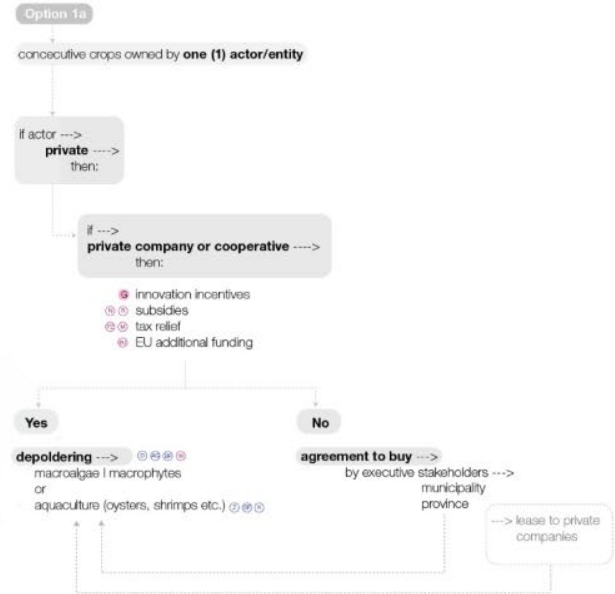 Option 1a
concecutive crops owned by one (1) actor/entity
if actor --->
private ---->
then:
if --->
private company or cooperative ---->
then:
G innovation incentives
subsidies
tax relief
EU additional funding
Yes
No
depoldering --->
macroalgae | macrophytes
or
aquaculture (oysters, shrimps etc.)
agreement to buy --->
by executive stakeholders --->
municipality
province
---> lease to private
companies